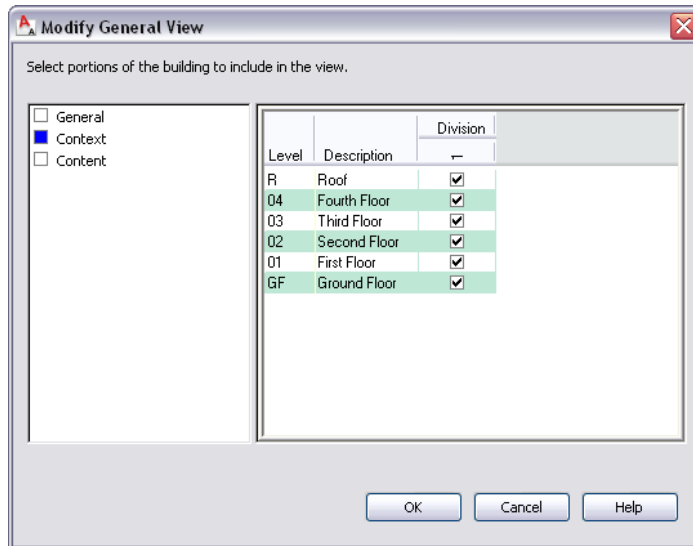 Modify General View
Select portions of the building to include in the view.
General
Context
Content
Division
Level Description 1
R Roof
04 Fourth Floor
03 Third Floor
02 Second Floor
01 First Floor
GF Ground Floor
OK Cancel Help